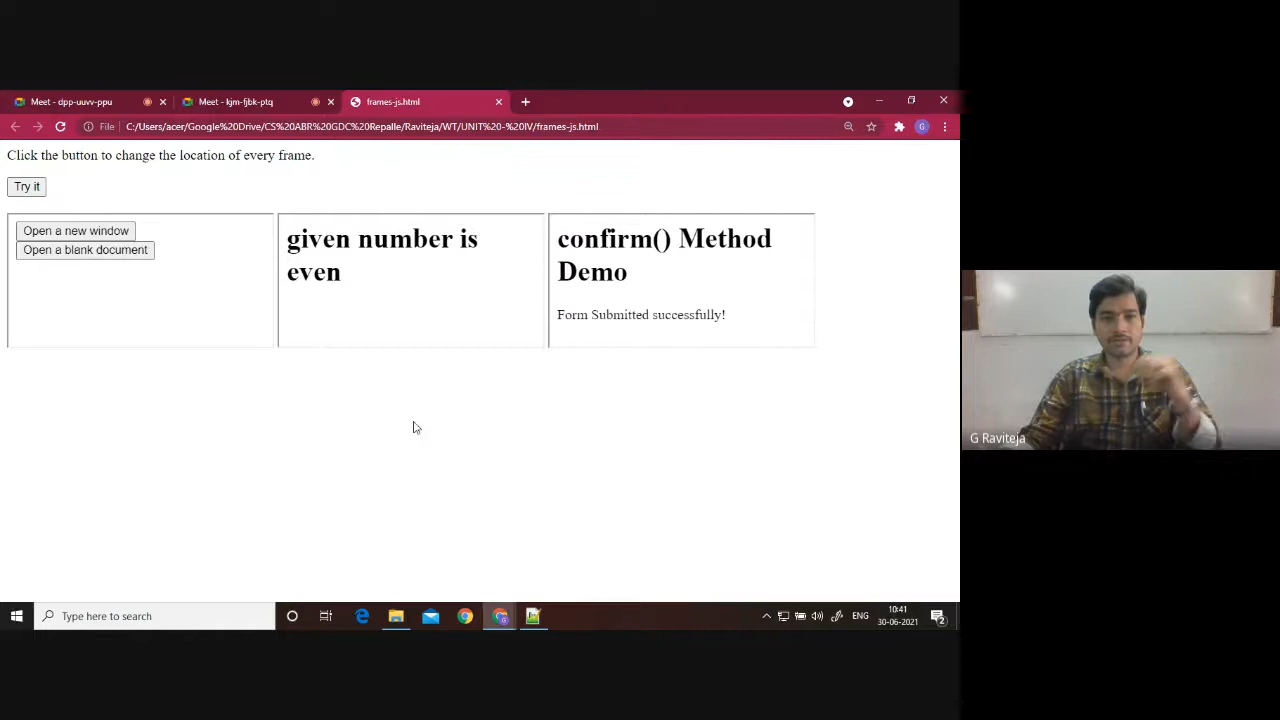 Meet - dpp-uuvv-ppu
Meet - kjm-fjbk-ptq
frames-js.html
File
C:/Users/acer/Google%20Drive/CS%20ABR%20GDC%20Repalle/Raviteja/WT/UNIT%20-%20IV/frames-js.html
G
Click the button to change the location of every frame.
Try it
Open a new window
Open a blank document
given number is
even
confirm() Method
Demo
Form Submitted successfully!
G Raviteja
Type here to search
ENG
10:41
30-06-2021
2